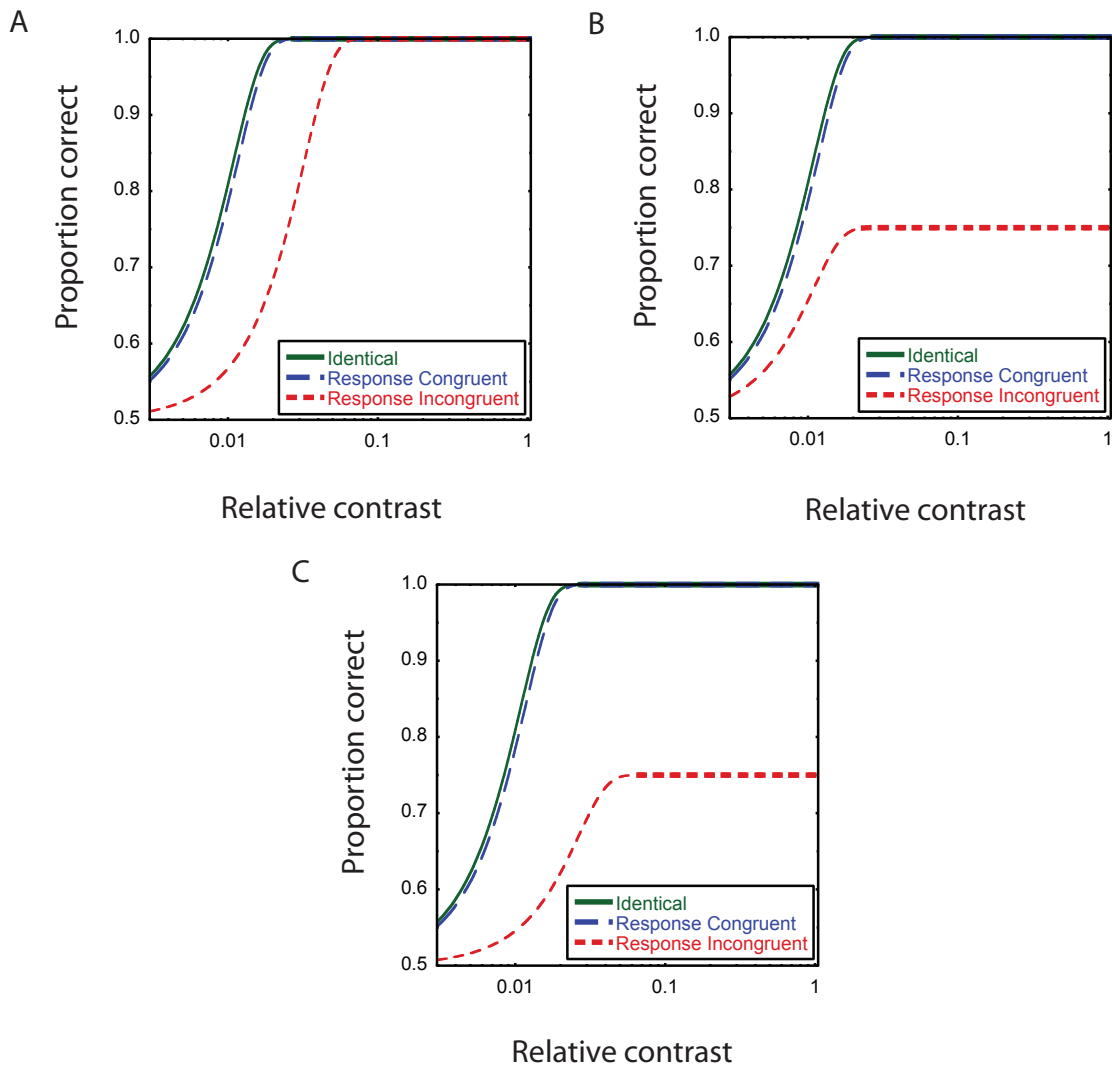 A
1.0
0.9
0.8
0.7
0.6
0.5
Proportion correct
Identical
Response Congruent
Response Incongruent
0.01 0.1 1
Relative contrast
B
1.0
0.9
0.8
0.7
0.6
0.5
Proportion correct
Identical
Response Congruent
Response Incongruent
0.01 0.1 1
Relative contrast
C
1.0
0.9
0.8
0.7
0.6
0.5
Proportion correct
Identical
Response Congruent
Response Incongruent
0.01 0.1 1
Relative contrast